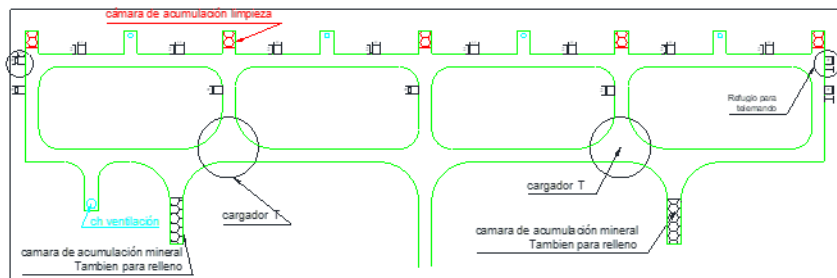 cámara de acumulación limpieza
Refugio para
telemando
cargador T
cargador T
ch ventilación
camara de acumulación mineral
Tambien para relleno
camara de acumulación mineral
Tambien para relleno